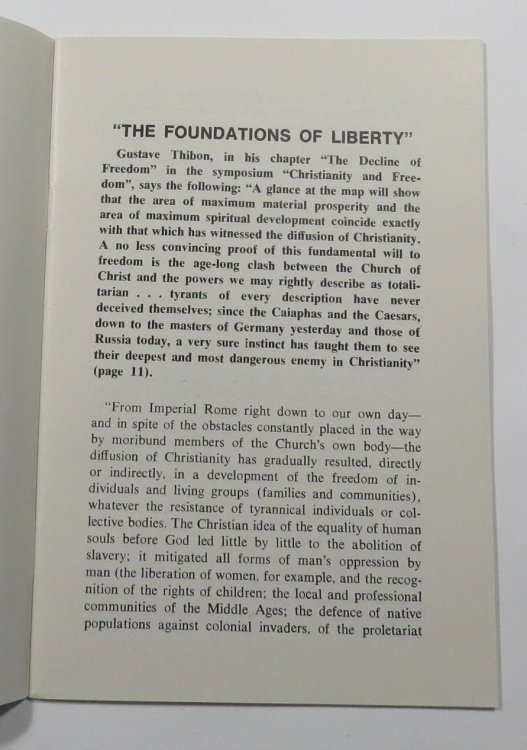 "THE FOUNDATIONS OF LIBERTY"
Gustave Thibon, in his chapter "The Decline of
Freedom" in the symposium "Christianity and Free-
dom", says the following: "A glance at the map will show
that the area of maximum material prosperity and the
area of maximum spiritual development coincide exactly
with that which has witnessed the diffusion of Christianity.
A no less convincing proof of this fundamental will to
freedom is the age-long clash between the Church of
Christ and the powers we may rightly describe as totali-
tarian . . . tyrants of every description have never
deceived themselves; since the Caiaphas and the Caesars,
down to the masters of Germany yesterday and those of
Russia today, a very sure instinct has taught them to see
their deepest and most dangerous enemy in Christianity"
(page 11).
"From Imperial Rome right down to our own day—
and in spite of the obstacles constantly placed in the way
by moribund members of the Church's own body—the
diffusion of Christianity has gradually resulted, directly
or indirectly, in a development of the freedom of in-
dividuals and living groups (families and communities),
whatever the resistance of tyrannical individuals or col-
lective bodies. The Christian idea of the equality of human
souls before God led little by little to the abolition of
slavery; it mitigated all forms of man's oppression by
man (the liberation of women, for example, and the recog-
nition of the rights of children; the local and professional
communities of the Middle Ages; the defence of native
populations against colonial invaders, of the proletariat